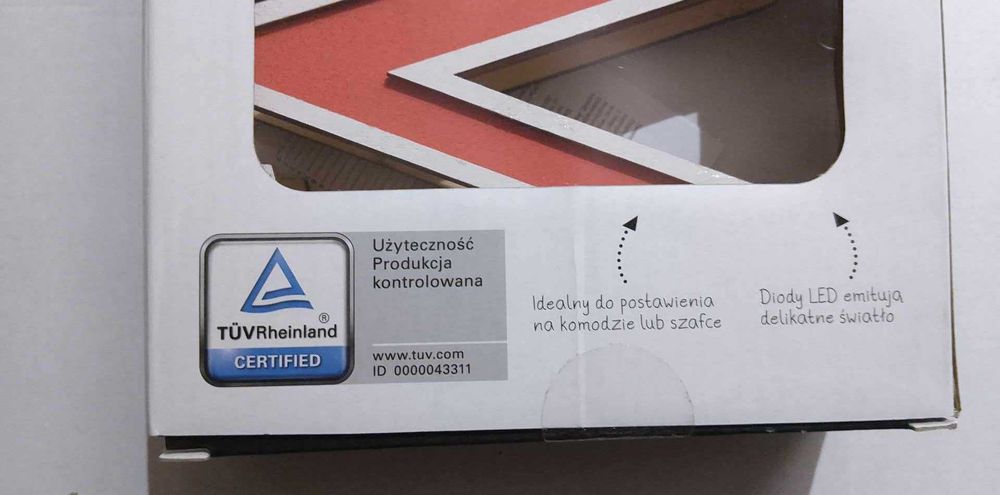 Użyteczność
Produkcja
kontrolowana
®
TÜVRheinland
CERTIFIED
www.tuv.com
ID 0000043311
Idealny do postawienia
na komodzie lub szafce
Diody LED emitują
delikatne światło